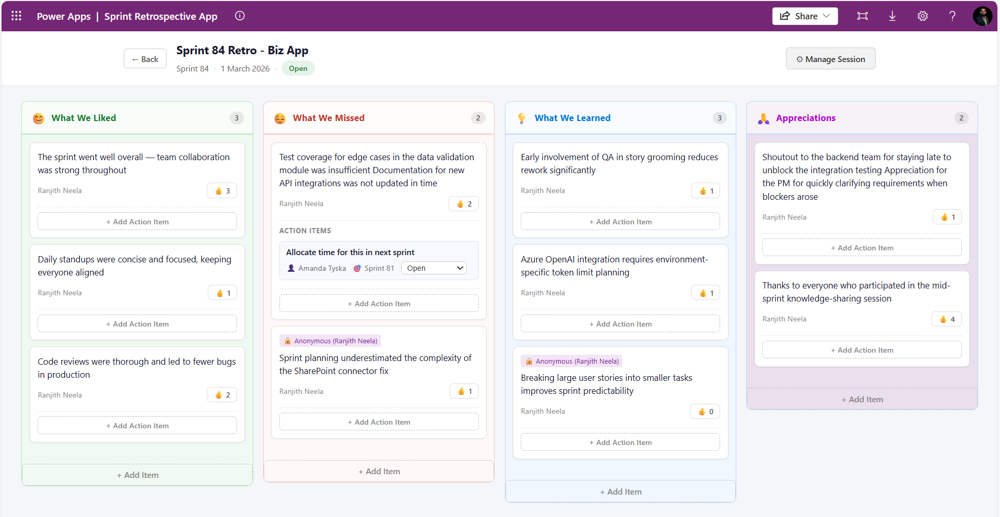 Power Apps | Sprint Retrospective App
Share
?
← Back
Sprint 84 Retro - Biz App
Sprint 84 · 1 March 2026 · Open
Manage Session
What We Liked
3
The sprint went well overall — team collaboration
was strong throughout
Ranjith Neela
3
+ Add Action Item
Daily standups were concise and focused, keeping
everyone aligned
Ranjith Neela
1
+ Add Action Item
Code reviews were thorough and led to fewer bugs
in production
Ranjith Neela
2
+ Add Action Item
+ Add Item
What We Missed
2
Test coverage for edge cases in the data validation
module was insufficient Documentation for new
API integrations was not updated in time
Ranjith Neela
2
ACTION ITEMS
Allocate time for this in next sprint
Amanda Tyska
Sprint 81
Open
+ Add Action Item
Anonymous (Ranjith Neela)
Sprint planning underestimated the complexity of
the SharePoint connector fix
Ranjith Neela
1
+ Add Action Item
+ Add Item
What We Learned
3
Early involvement of QA in story grooming reduces
rework significantly
Ranjith Neela
1
+ Add Action Item
Azure OpenAI integration requires environment-
specific token limit planning
Ranjith Neela
1
+ Add Action Item
Anonymous (Ranjith Neela)
Breaking large user stories into smaller tasks
improves sprint predictability
Ranjith Neela
0
+ Add Action Item
+ Add Item
Appreciations
2
Shoutout to the backend team for staying late to
unblock the integration testing Appreciation for
the PM for quickly clarifying requirements when
blockers arose
Ranjith Neela
1
+ Add Action Item
Thanks to everyone who participated in the mid-
sprint knowledge-sharing session
Ranjith Neela
4
+ Add Action Item
+ Add Item